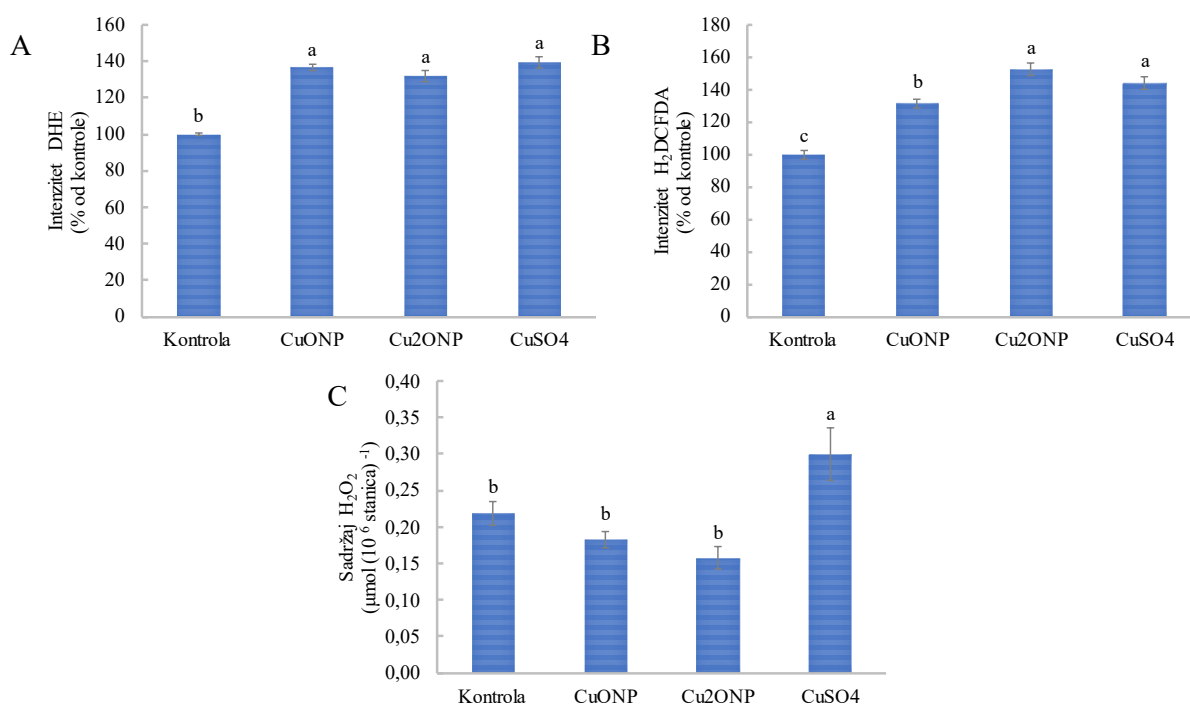 A
Intenzitet DHE
(% od kontrole)
160
140
120
100
80
60
40
20
0
b
a
a
a
Kontrola CuONP Cu2ONP CuSO4
B
Intenzitet H₂DCFDA
(% od kontrole)
180
160
140
120
100
80
60
40
20
0
c
b
a
a
Kontrola CuONP Cu2ONP CuSO4
C
Sadržaj H₂O₂
(μmol (10 ⁶ stanica) ⁻¹)
0,40
0,35
0,30
0,25
0,20
0,15
0,10
0,05
0,00
b
b
b
a
Kontrola CuONP Cu2ONP CuSO4